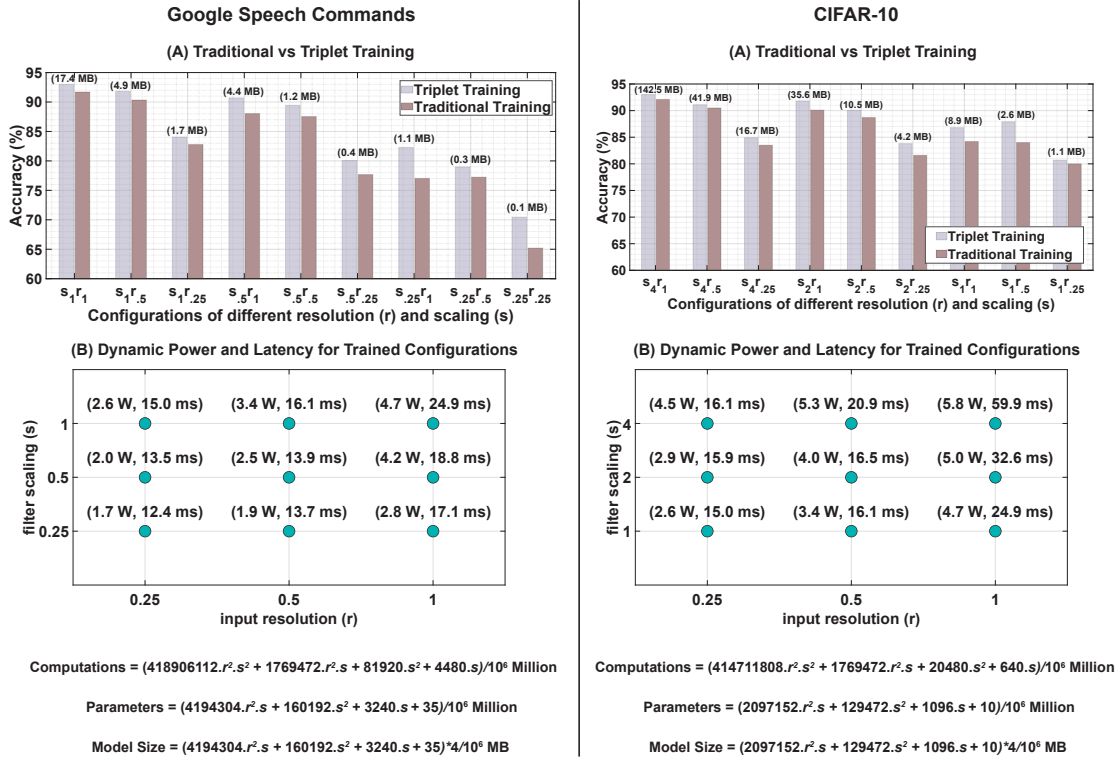 Google Speech Commands
(A) Traditional vs Triplet Training
95
90
85
80
75
70
65
60
Accuracy (%)
(17.4 MB)
(4.9 MB)
(1.7 MB)
(4.4 MB)
(1.2 MB)
(0.4 MB)
(1.1 MB)
(0.3 MB)
(0.1 MB)
Triplet Training
Traditional Training
s1r1 s1r.5 s1r.25 s.5r1 s.5r.5 s.5r.25 s.25r1 s.25r.5 s.25r.25
Configurations of different resolution (r) and scaling (s)
(B) Dynamic Power and Latency for Trained Configurations
filter scaling (s)
(2.6 W, 15.0 ms) (3.4 W, 16.1 ms) (4.7 W, 24.9 ms)
1
(2.0 W, 13.5 ms) (2.5 W, 13.9 ms) (4.2 W, 18.8 ms)
0.5
(1.7 W, 12.4 ms) (1.9 W, 13.7 ms) (2.8 W, 17.1 ms)
0.25
0.25 0.5 1
input resolution (r)
Computations = (418906112.r².s² + 1769472.r².s + 81920.s² + 4480.s)/10⁶ Million
Parameters = (4194304.r².s + 160192.s² + 3240.s + 35)/10⁶ Million
Model Size = (4194304.r².s + 160192.s² + 3240.s + 35)*4/10⁶ MB
CIFAR-10
(A) Traditional vs Triplet Training
95
90
85
80
75
70
65
60
Accuracy (%)
(142.5 MB)
(41.9 MB)
(16.7 MB)
(35.6 MB)
(10.5 MB)
(4.2 MB)
(8.9 MB)
(2.6 MB)
(1.1 MB)
Triplet Training
Traditional Training
s4r1 s4r.5 s4r.25 s2r1 s2r.5 s2r.25 s1r1 s1r.5 s1r.25
Configurations of different resolution (r) and scaling (s)
(B) Dynamic Power and Latency for Trained Configurations
filter scaling (s)
(4.5 W, 16.1 ms) (5.3 W, 20.9 ms) (5.8 W, 59.9 ms)
4
(2.9 W, 15.9 ms) (4.0 W, 16.5 ms) (5.0 W, 32.6 ms)
2
(2.6 W, 15.0 ms) (3.4 W, 16.1 ms) (4.7 W, 24.9 ms)
1
0.25 0.5 1
input resolution (r)
Computations = (414711808.r².s² + 1769472.r².s + 20480.s² + 640.s)/10⁶ Million
Parameters = (2097152.r².s + 129472.s² + 1096.s + 10)/10⁶ Million
Model Size = (2097152.r².s + 129472.s² + 1096.s + 10)*4/10⁶ MB